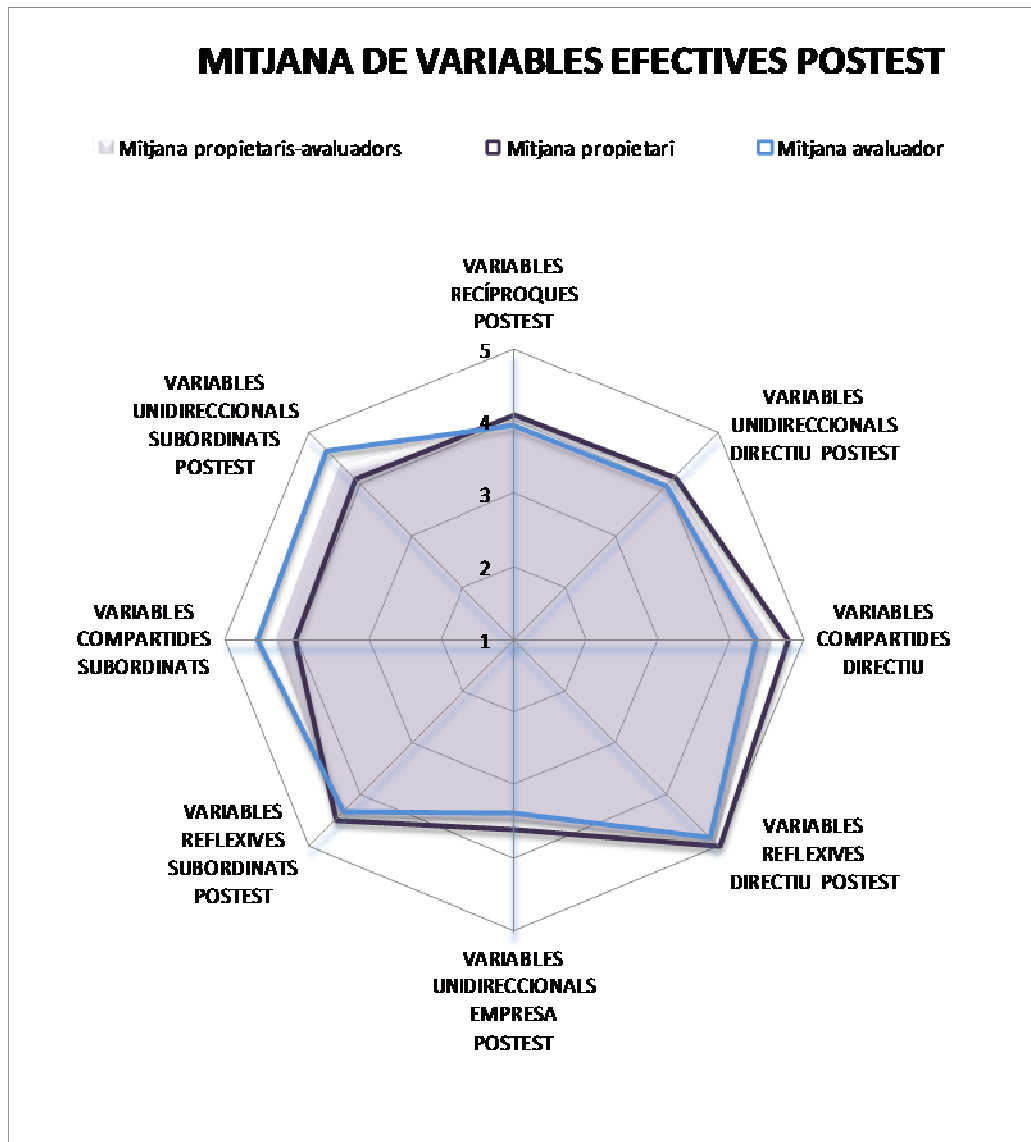 MITJANA DE VARIABLES EFECTIVES POSTEST
Mitjana propietaris-avaluadors
Mitjana propietari
Mitjana avaluador
VARIABLES
RECÍPROQUES
POSTEST
VARIABLES
UNIDIRECCIONALS
DIRECTIU POSTEST
VARIABLES
COMPARTIDES
DIRECTIU
VARIABLES
REFLEXIVES
DIRECTIU POSTEST
VARIABLES
UNIDIRECCIONALS
EMPRESA
POSTEST
VARIABLES
REFLEXIVES
SUBORDINATS
POSTEST
VARIABLES
COMPARTIDES
SUBORDINATS
VARIABLES
UNIDIRECCIONALS
SUBORDINATS
POSTEST
5
4
3
2
1